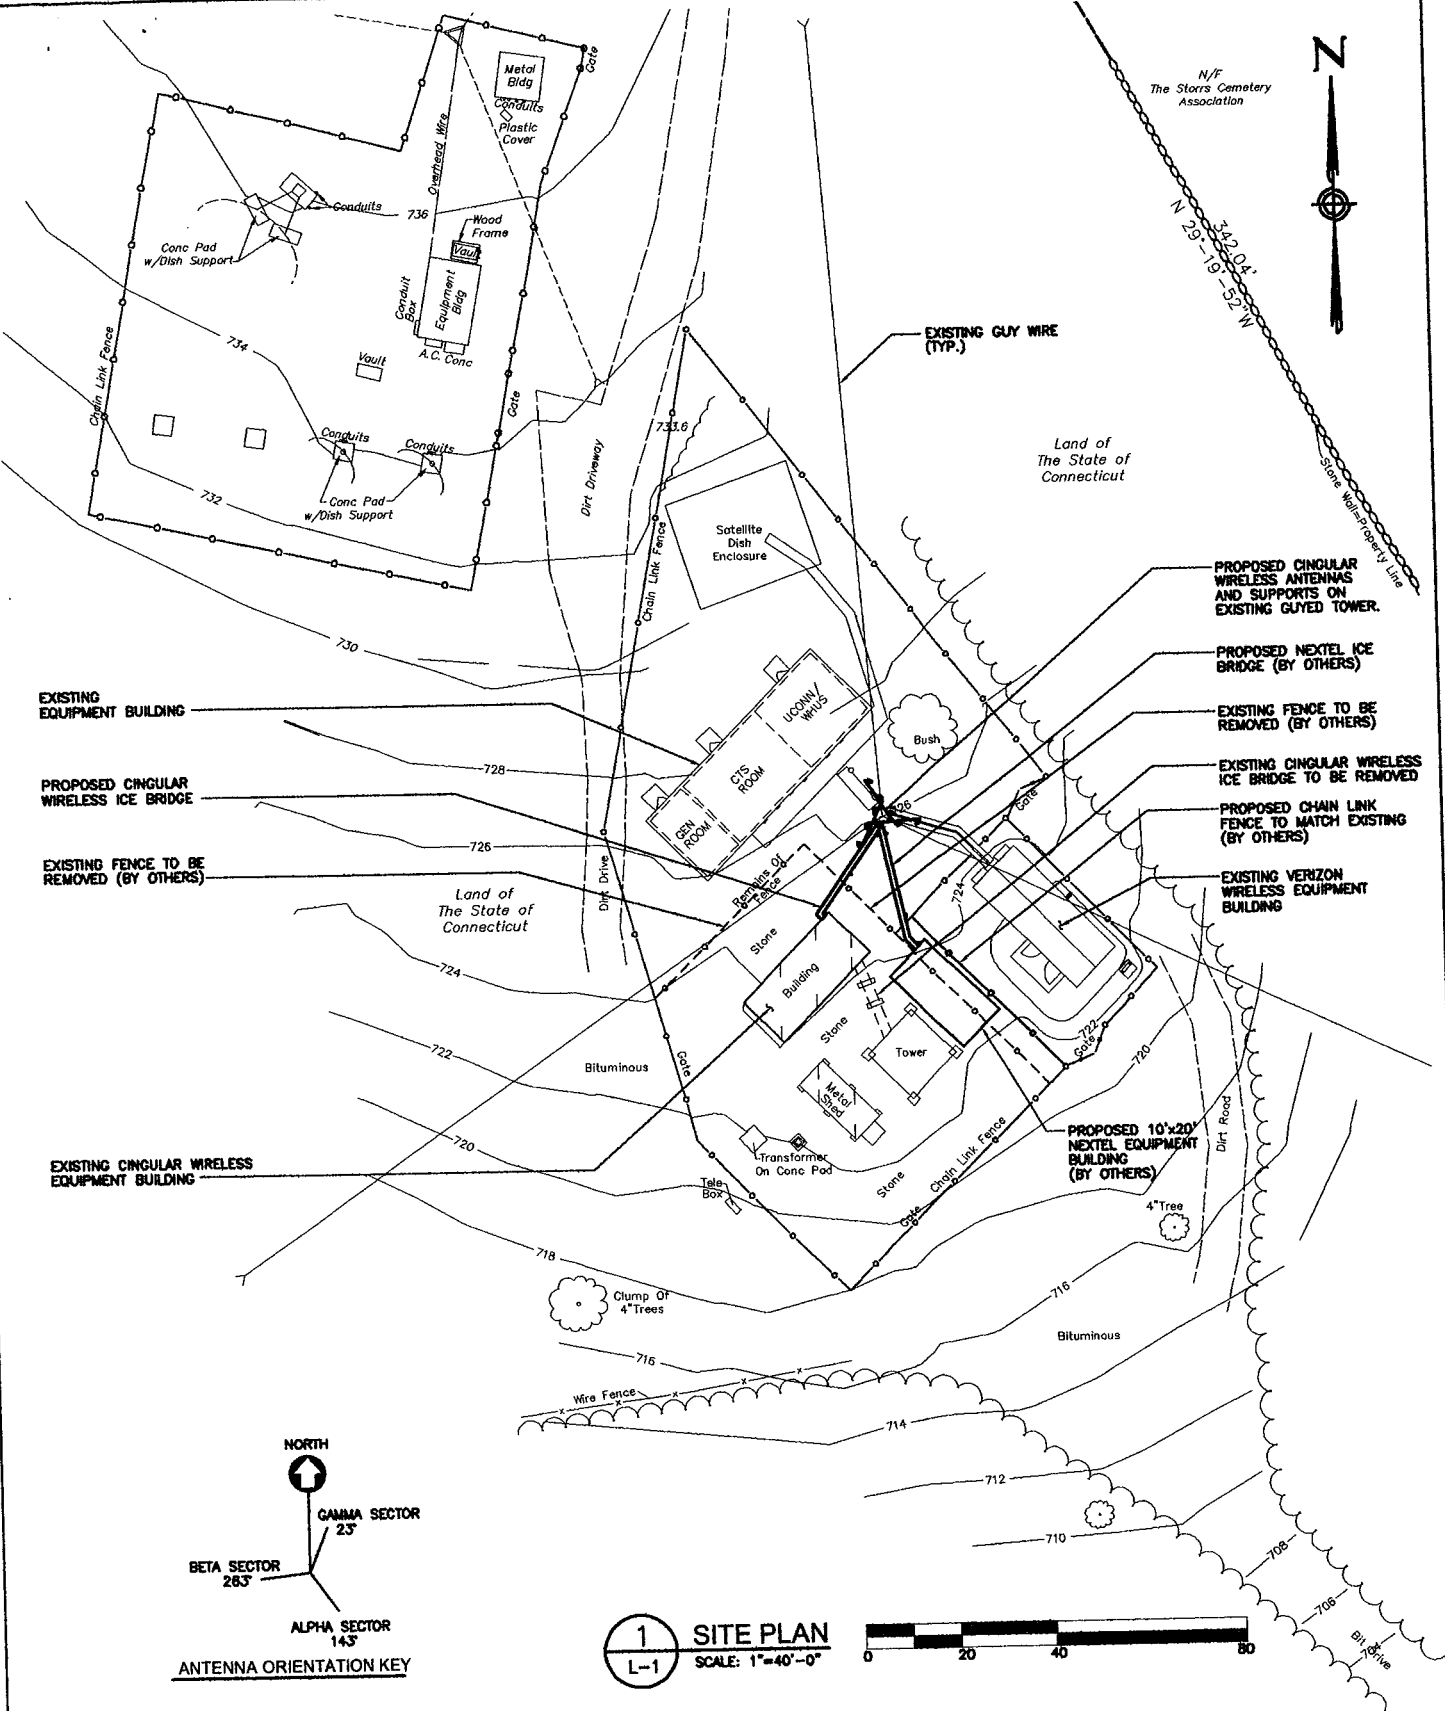 Metal
Bldg
Gate
Conduits
Plastic
Cover
Overhead Wire
N
N/F
The Storrs Cemetery
Association
Conduits
736
Wood
Frame
Vault
Conc Pad
w/Dish Support
Conduit
Box
Equipment
Bldg
A.C. Conc
342.04'
N 29°-19'-52"W
734
Vault
Chain Link Fence
Gate
EXISTING GUY WIRE
(TYP.)
733.6
Conduits
Conduits
Dirt Driveway
Land of
The State of
Connecticut
Stone Wall=Property Line
732
Conc Pad
w/Dish Support
Satellite
Dish
Enclosure
Chain Link Fence
PROPOSED CINGULAR
WIRELESS ANTENNAS
AND SUPPORTS ON
EXISTING GUYED TOWER.
730
PROPOSED NEXTEL ICE
BRIDGE (BY OTHERS)
EXISTING
EQUIPMENT BUILDING
UCONN/
WHUS
EXISTING FENCE TO BE
REMOVED (BY OTHERS)
Bush
728
CTS
ROOM
EXISTING CINGULAR WIRELESS
ICE BRIDGE TO BE REMOVED
PROPOSED CINGULAR
WIRELESS ICE BRIDGE
Gate
726
PROPOSED CHAIN LINK
FENCE TO MATCH EXISTING
(BY OTHERS)
GEN
ROOM
726
EXISTING FENCE TO BE
REMOVED (BY OTHERS)
Dirt Drive
Remains Of
Fence
724
EXISTING VERIZON
WIRELESS EQUIPMENT
BUILDING
Land of
The State of
Connecticut
Stone
724
Building
722
Stone
722
Gate
720
Gate
Tower
Bituminous
Metal
Shed
Dirt Road
720
PROPOSED 10'x20'
NEXTEL EQUIPMENT
BUILDING
(BY OTHERS)
EXISTING CINGULAR WIRELESS
EQUIPMENT BUILDING
Transformer
On Conc Pad
Chain Link Fence
Stone
Tele
Box
Gate
4"Tree
718
716
Clump Of
4"Trees
Bituminous
716
Wire Fence
714
NORTH
712
GAMMA SECTOR
23°
710
708
BETA SECTOR
263°
706
ALPHA SECTOR
143°
ANTENNA ORIENTATION KEY
1
L-1
SITE PLAN
SCALE: 1"=40'-0"
0
20
40
80
Bit Drive